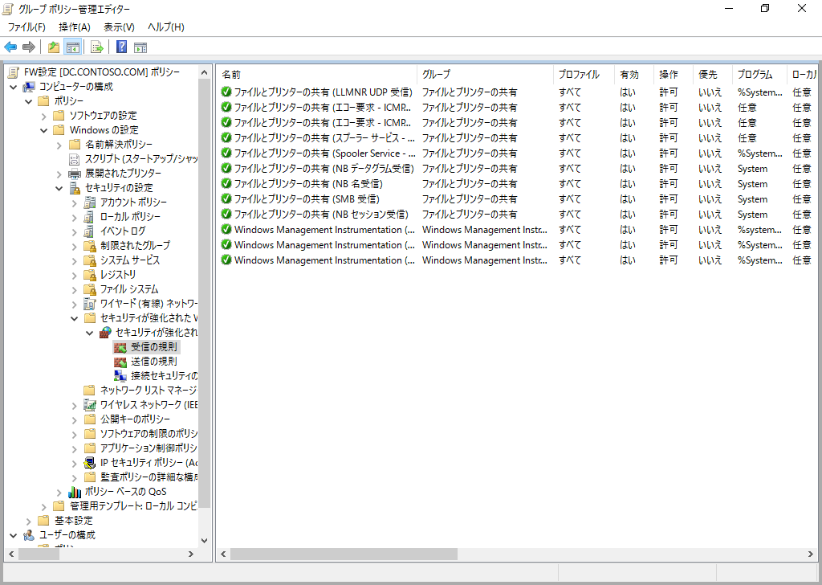 グループ ポリシー管理エディター
ファイル(F) 操作(A) 表示(V) ヘルプ(H)
FW設定 [DC.CONTOSO.COM] ポリシー
コンピューターの構成
ポリシー
ソフトウェアの設定
Windows の設定
名前解決ポリシー
スクリプト (スタートアップ/シャッ
展開されたプリンター
セキュリティの設定
アカウント ポリシー
ローカル ポリシー
イベント ログ
制限されたグループ
システム サービス
レジストリ
ファイル システム
ワイヤード (有線) ネットワー
セキュリティが強化された W
セキュリティが強化され
受信の規則
送信の規則
接続セキュリティの
ネットワーク リスト マネージ
ワイヤレス ネットワーク (IEE
公開キーのポリシー
ソフトウェアの制限のポリシ
アプリケーション制御ポリシ
IP セキュリティ ポリシー (Ac
監査ポリシーの詳細な構成
ポリシー ベースの QoS
管理用テンプレート: ローカル コンピ
基本設定
ユーザーの構成
名前 グループ プロファイル 有効 操作 優先 プログラム ローカル
ファイルとプリンターの共有 (LLMNR UDP 受信) ファイルとプリンターの共有 すべて はい 許可 いいえ %System... 任意
ファイルとプリンターの共有 (エコー要求 - ICMR.. ファイルとプリンターの共有 すべて はい 許可 いいえ 任意 任意
ファイルとプリンターの共有 (エコー要求 - ICMR.. ファイルとプリンターの共有 すべて はい 許可 いいえ 任意 任意
ファイルとプリンターの共有 (スプーラー サービス - ... ファイルとプリンターの共有 すべて はい 許可 いいえ 任意 任意
ファイルとプリンターの共有 (Spooler Service - ... ファイルとプリンターの共有 すべて はい 許可 いいえ %System... 任意
ファイルとプリンターの共有 (NB データグラム受信) ファイルとプリンターの共有 すべて はい 許可 いいえ System 任意
ファイルとプリンターの共有 (NB 名受信) ファイルとプリンターの共有 すべて はい 許可 いいえ System 任意
ファイルとプリンターの共有 (SMB 受信) ファイルとプリンターの共有 すべて はい 許可 いいえ System 任意
ファイルとプリンターの共有 (NB セッション受信) ファイルとプリンターの共有 すべて はい 許可 いいえ System 任意
Windows Management Instrumentation (... Windows Management Instr... すべて はい 許可 いいえ %system... 任意
Windows Management Instrumentation (... Windows Management Instr... すべて はい 許可 いいえ %System... 任意
Windows Management Instrumentation (... Windows Management Instr... すべて はい 許可 いいえ %System... 任意